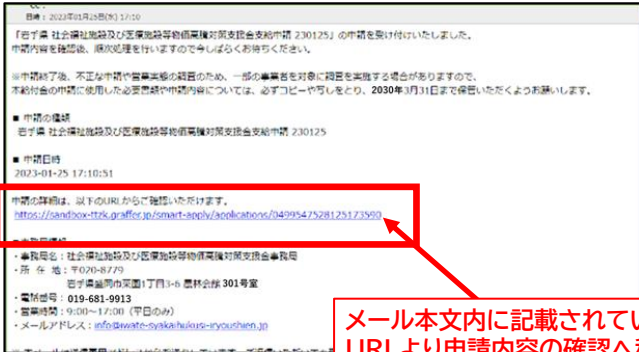 日時：2023年01月25日(水) 17:10
「岩手県 社会福祉施設及び医療施設等物価高騰対策支援金支給申請 230125」の申請を受け付けいたしました。
申請内容を確認後、順次処理を行いますので今しばらくお待ちください。
※申請終了後、不正な申請や営業実態の調査のため、一部の事業者を対象に調査を実施する場合がありますので、
本給付金の申請に使用した必要書類や申請内容については、必ずコピーや写しをとり、2030年3月31日まで保管いただくようお願いします。
■ 申請の種類
岩手県 社会福祉施設及び医療施設等物価高騰対策支援金支給申請 230125
■ 申請日時
2023-01-25 17:10:51
申請の詳細は、以下のURLからご確認いただけます。
https://sandbox-ttzk.graffer.jp/smart-apply/applications/0499547528125173590
・事務局名：社会福祉施設及び医療施設等物価高騰対策支援金事務局
・所 在 地：〒020-8779
岩手県盛岡市菜園1丁目3-6 農林会館 301号室
・電話番号：019-681-9913
・営業時間：9:00～17:00（平日のみ）
・メールアドレス：info@iwate-syakaihukusi-iryoushien.jp
メール本文内に記載されてい
URLより申請内容の確認へ